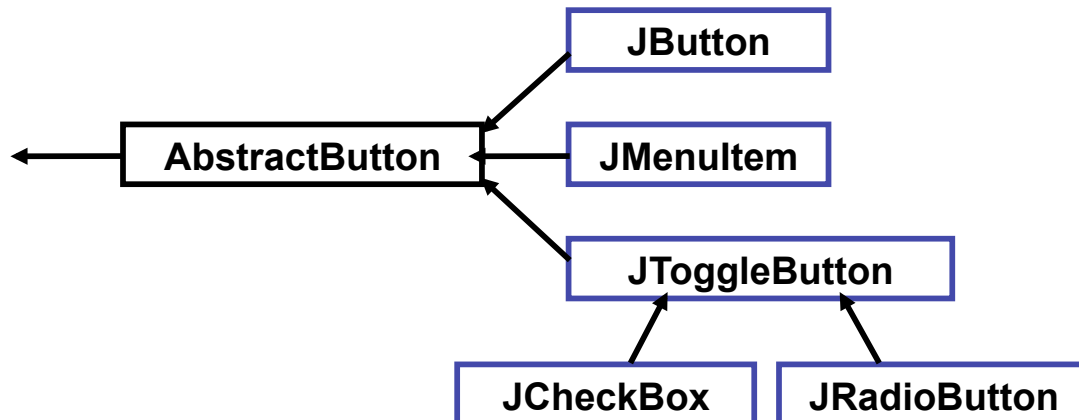 JButton
AbstractButton
JMenuItem
JToggleButton
JCheckBox
JRadioButton